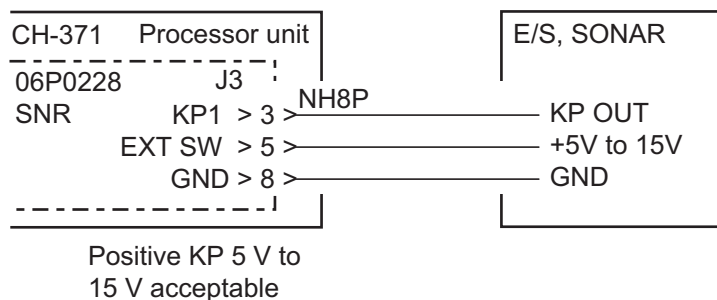 CH-371 Processor unit
E/S, SONAR
06P0228 J3
SNR KP1 > 3 > NH8P KP OUT
EXT SW > 5 > +5V to 15V
GND > 8 > GND
Positive KP 5 V to
15 V acceptable